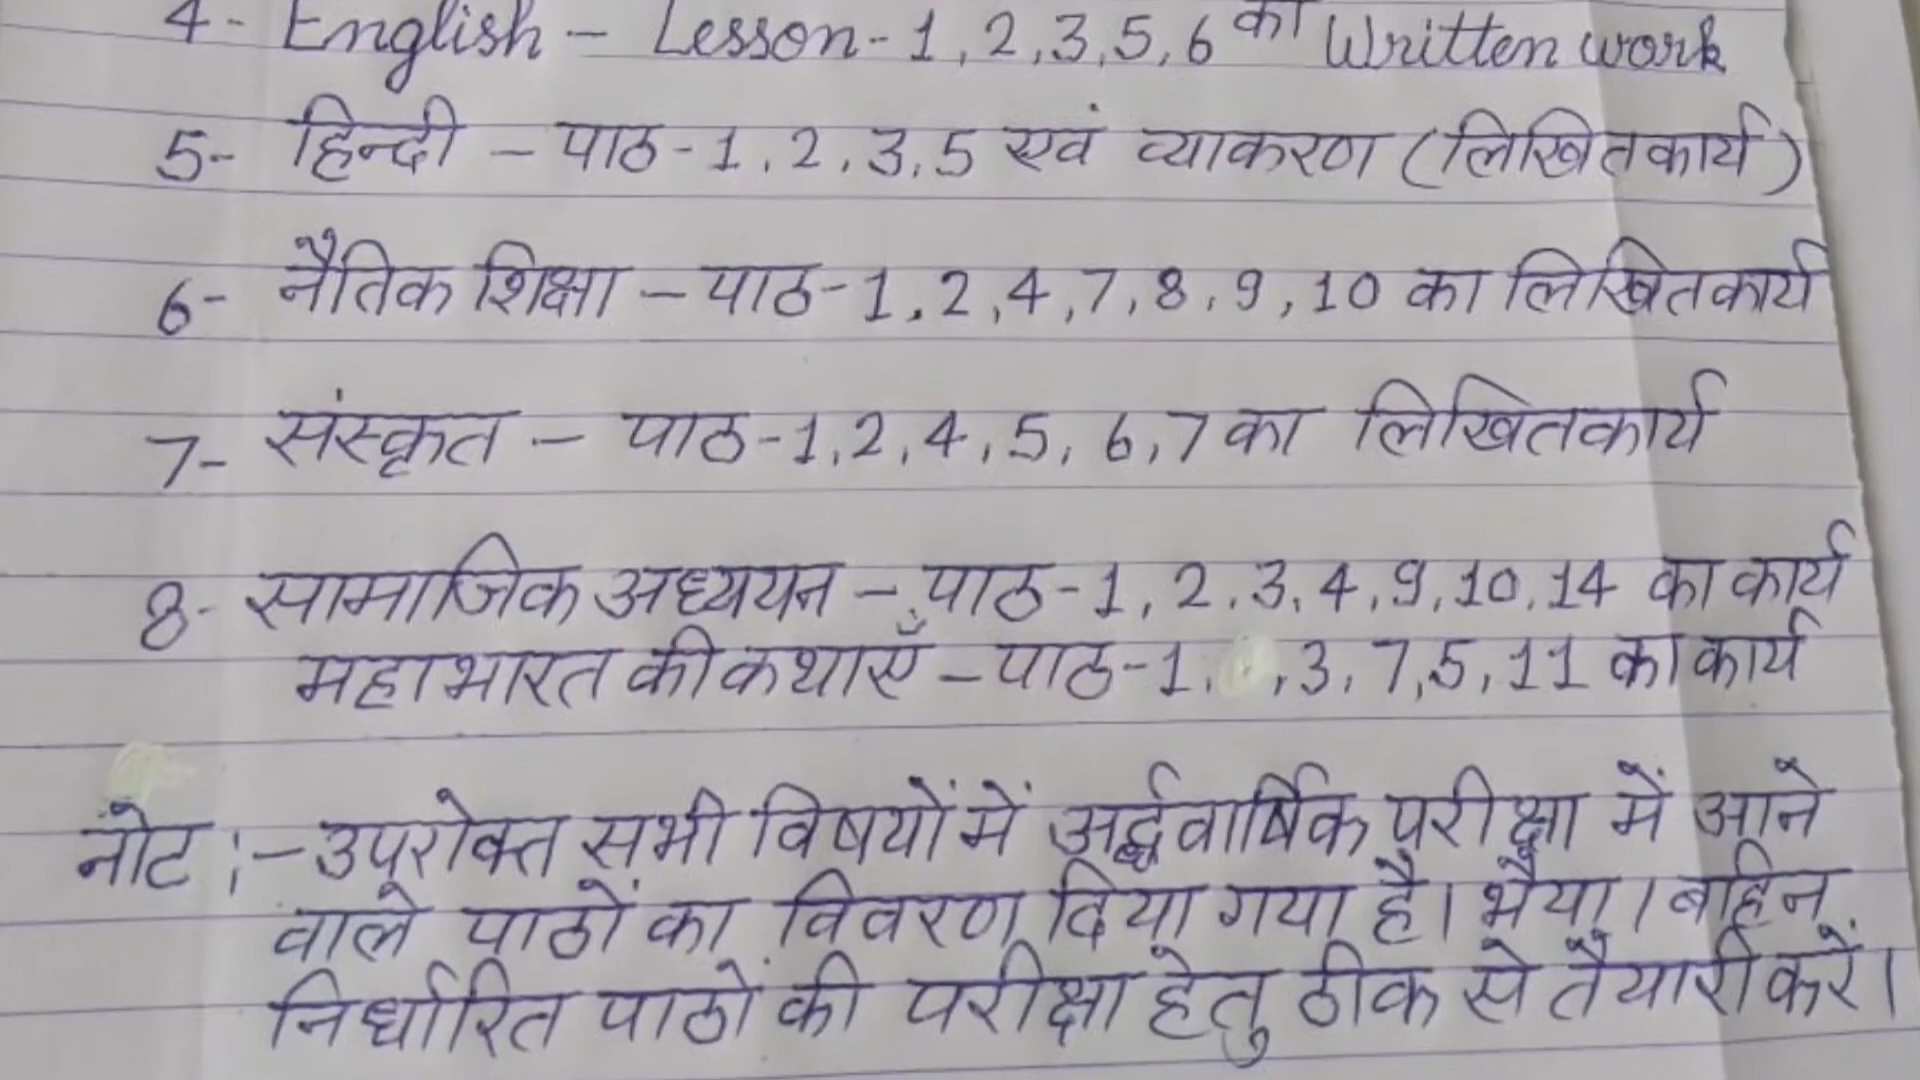 4- English - Lesson-1,2,3,5,6 का Written work
5- हिन्दी - पाठ-1,2,3,5 एवं व्याकरण (लिखितकार्य)
6- नैतिक शिक्षा - पाठ-1,2,4,7,8,9,10 का लिखितकार्य
7- संस्कृत - पाठ-1,2,4,5,6,7 का लिखितकार्य
8- सामाजिक अध्ययन - पाठ-1,2,3,4,9,10,14 का कार्य
महाभारत की कथाएँ - पाठ-1, ,3,7,5,11 का कार्य
नोट :- उपरोक्त सभी विषयों में अर्द्धवार्षिक परीक्षा में आने
वाले पाठों का विवरण दिया गया है। भैया / बहिन
निर्धारित पाठों की परीक्षा हेतु ठीक से तैयारी करें।